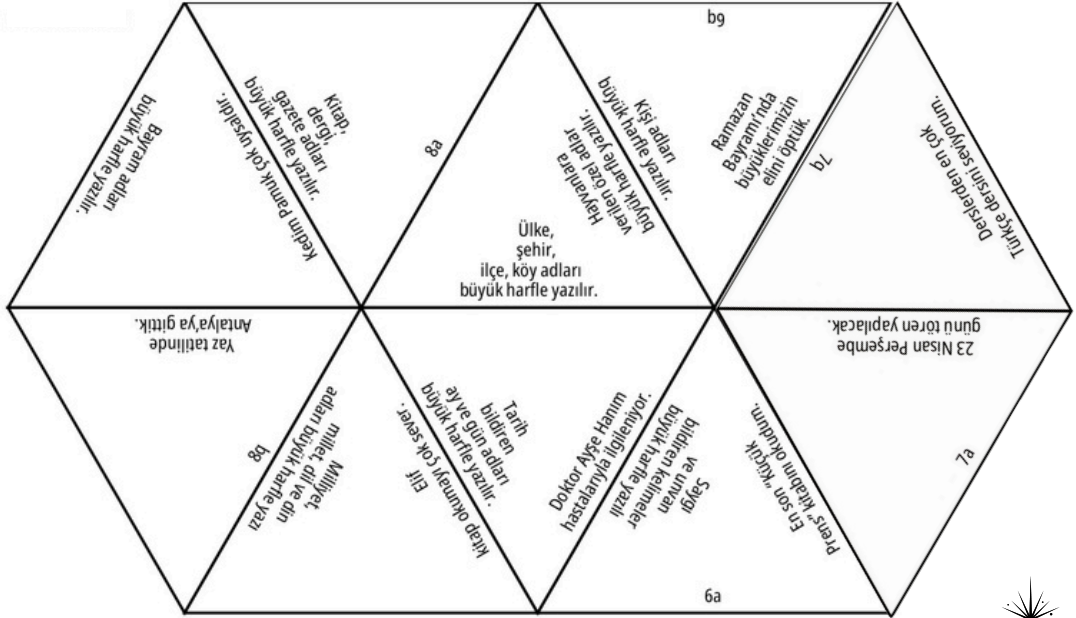 Bayram adları
büyük harfle yazılır.
Kitap,
dergi,
gazete adları
büyük harfle yazılır.
Kedim Pamuk çok uysaldır.
8a
Ülke,
şehir,
ilçe, köy adları
büyük harfle yazılır.
Hayvanlara
verilen özel adlar
büyük harfle yazılır.
Kişi adları
büyük harfle yazılır.
6b
Ramazan
Bayramı'nda
büyüklerimizin
elini öptük.
7b
Derslerden en çok
Türkçe dersini seviyorum.
Yaz tatilinde
Antalya'ya gittik.
8b
Milliyet,
millet, dil ve din
adları büyük harfle yazı
Elif
kitap okumayı çok sever.
Tarih
bildiren
ay ve gün adları
büyük harfle yazılır.
Doktor Ayşe Hanım
hastalarıyla ilgileniyor.
Saygı
ve unvan
bildiren kelimeler
büyük harfle yazılı
6a
En son "Küçük
Prens" kitabını okudum.
23 Nisan Perşembe
günü tören yapılacak.
7a